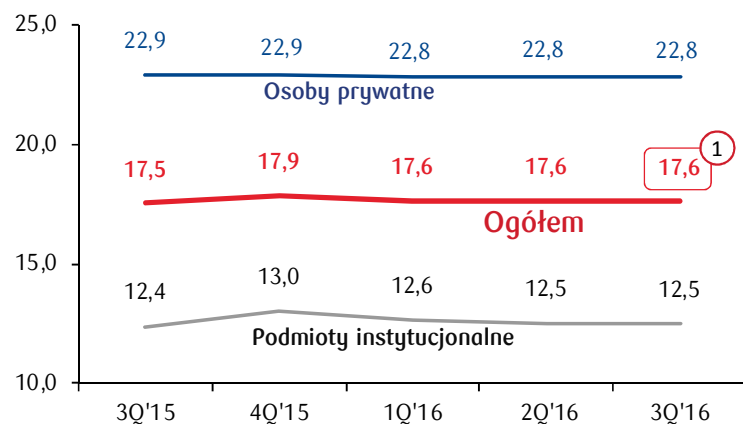 25,0
22,9 22,9 22,8 22,8 22,8
Osoby prywatne
20,0
1
17,5 17,9 17,6 17,6 17,6
Ogółem
15,0
12,4 13,0 12,6 12,5 12,5
Podmioty instytucjonalne
10,0
3Q'15 4Q'15 1Q'16 2Q'16 3Q'16